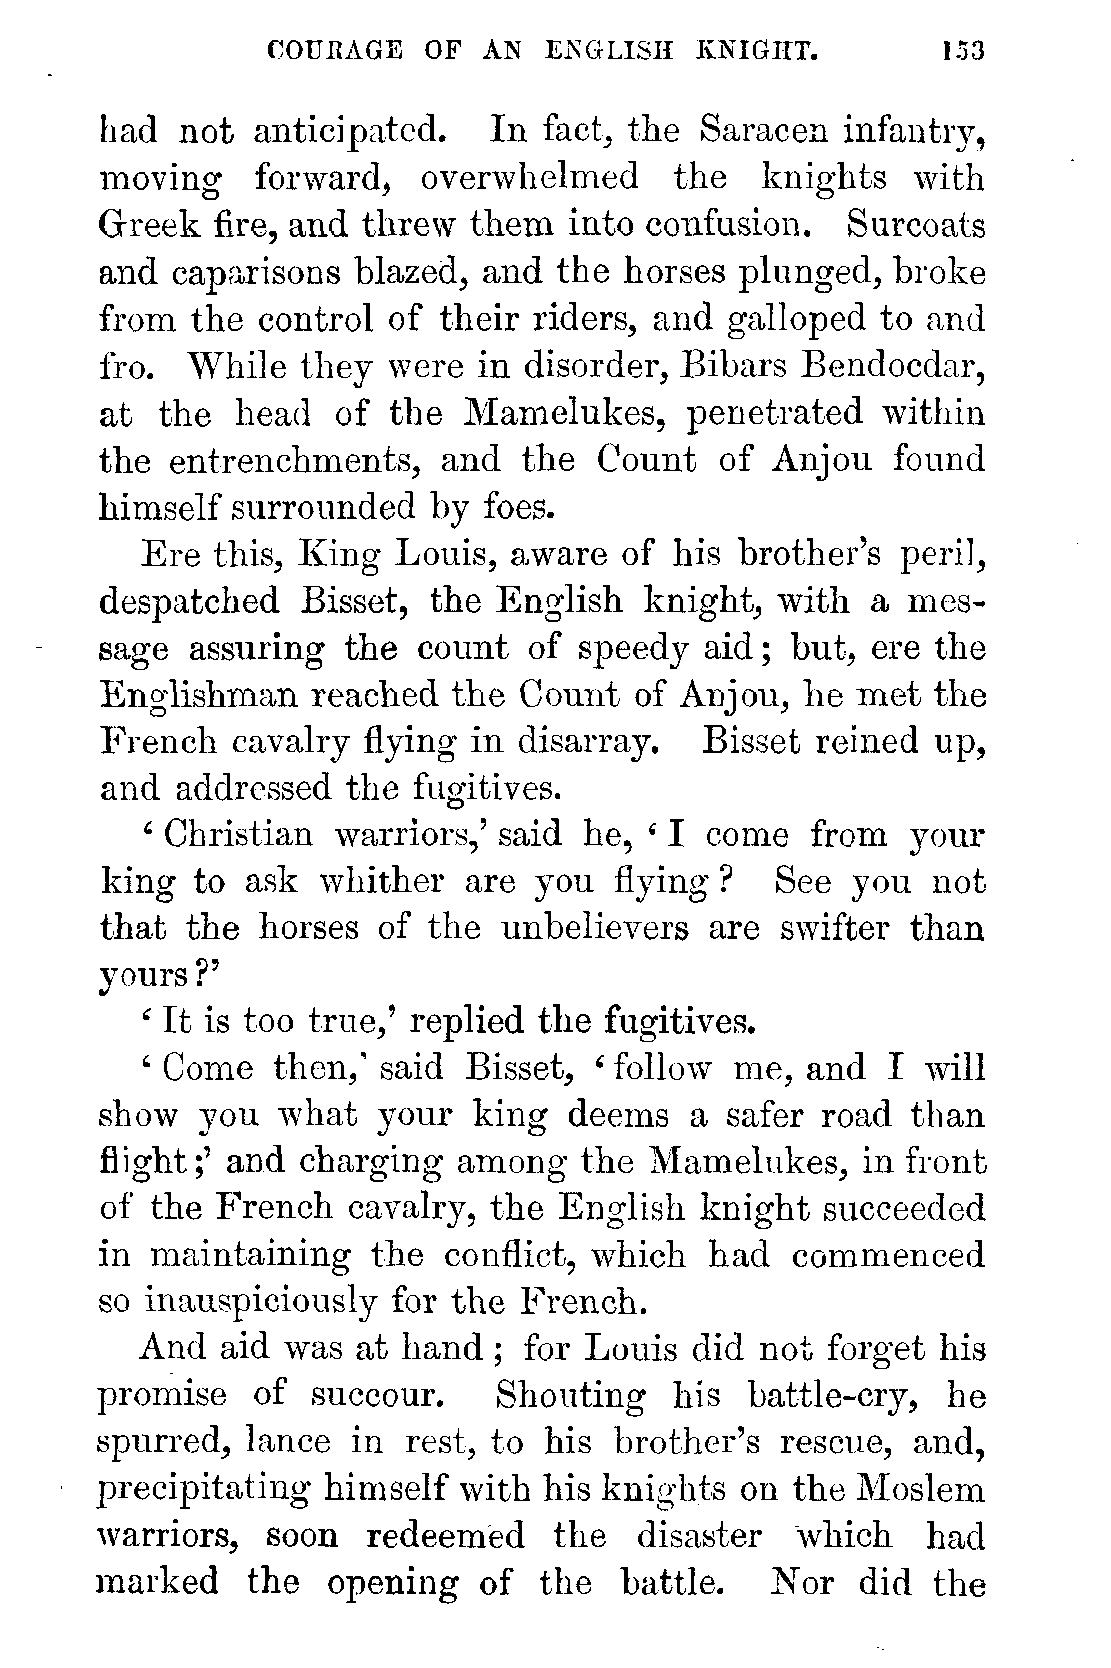 COURAGE OF AN ENGLISH KNIGHT. 153
had not anticipated. In fact, the Saracen infantry,
moving forward, overwhelmed the knights with
Greek fire, and threw them into confusion. Surcoats
and caparisons blazed, and the horses plunged, broke
from the control of their riders, and galloped to and
fro. While they were in disorder, Bibars Bendocdar,
at the head of the Mamelukes, penetrated within
the entrenchments, and the Count of Anjou found
himself surrounded by foes.
Ere this, King Louis, aware of his brother's peril,
despatched Bisset, the English knight, with a mes-
sage assuring the count of speedy aid; but, ere the
Englishman reached the Count of Anjou, he met the
French cavalry flying in disarray. Bisset reined up,
and addressed the fugitives.
‘Christian warriors,’ said he, ‘I come from your
king to ask whither are you flying? See you not
that the horses of the unbelievers are swifter than
yours?’
‘It is too true,’ replied the fugitives.
‘Come then,’ said Bisset, ‘follow me, and I will
show you what your king deems a safer road than
flight;’ and charging among the Mamelukes, in front
of the French cavalry, the English knight succeeded
in maintaining the conflict, which had commenced
so inauspiciously for the French.
And aid was at hand; for Louis did not forget his
promise of succour. Shouting his battle-cry, he
spurred, lance in rest, to his brother's rescue, and,
precipitating himself with his knights on the Moslem
warriors, soon redeemed the disaster which had
marked the opening of the battle. Nor did the